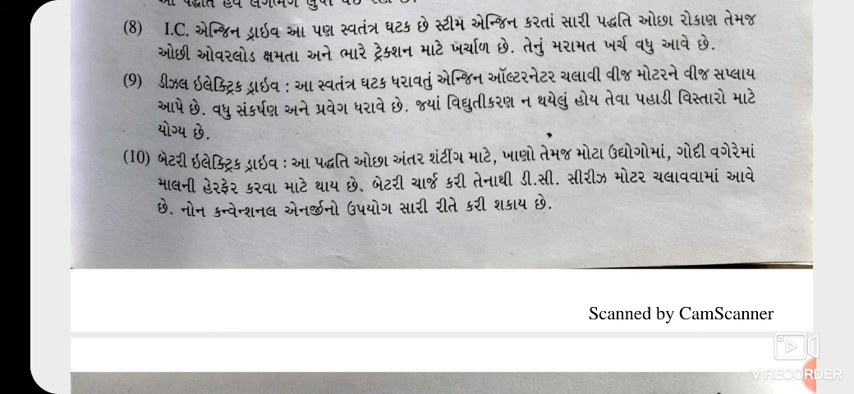 (8) I.C. એન્જિન ડ્રાઇવ આ પણ સ્વતંત્ર ઘટક છે સ્ટીમ એન્જિન કરતાં સારી પદ્ધતિ ઓછા રોકાણ તેમજ
ઓછી ઓવરલોડ ક્ષમતા અને ભારે ટ્રેક્શન માટે ખર્ચાળ છે. તેનું મરામત ખર્ચ વધુ આવે છે.
(9) ડીઝલ ઇલેક્ટ્રિક ડ્રાઇવ : આ સ્વતંત્ર ઘટક ધરાવતું એન્જિન ઑલ્ટરનેટર ચલાવી વીજ મોટરને વીજ સપ્લાય
આપે છે. વધુ સંકર્ષણ અને પ્રવેગ ધરાવે છે. જ્યાં વિદ્યુતીકરણ ન થયેલું હોય તેવા પહાડી વિસ્તારો માટે
યોગ્ય છે.
(10) બૅટરી ઇલેક્ટ્રિક ડ્રાઇવ : આ પદ્ધતિ ઓછા અંતર શંટીંગ માટે, ખાણો તેમજ મોટા ઉદ્યોગોમાં, ગોદી વગેરેમાં
માલની હેરફેર કરવા માટે થાય છે. બેટરી ચાર્જ કરી તેનાથી ડી.સી. સીરીઝ મોટર ચલાવવામાં આવે
છે. નોન કન્વેન્શનલ એનર્જીનો ઉપયોગ સારી રીતે કરી શકાય છે.
Scanned by CamScanner
V-RECORDER